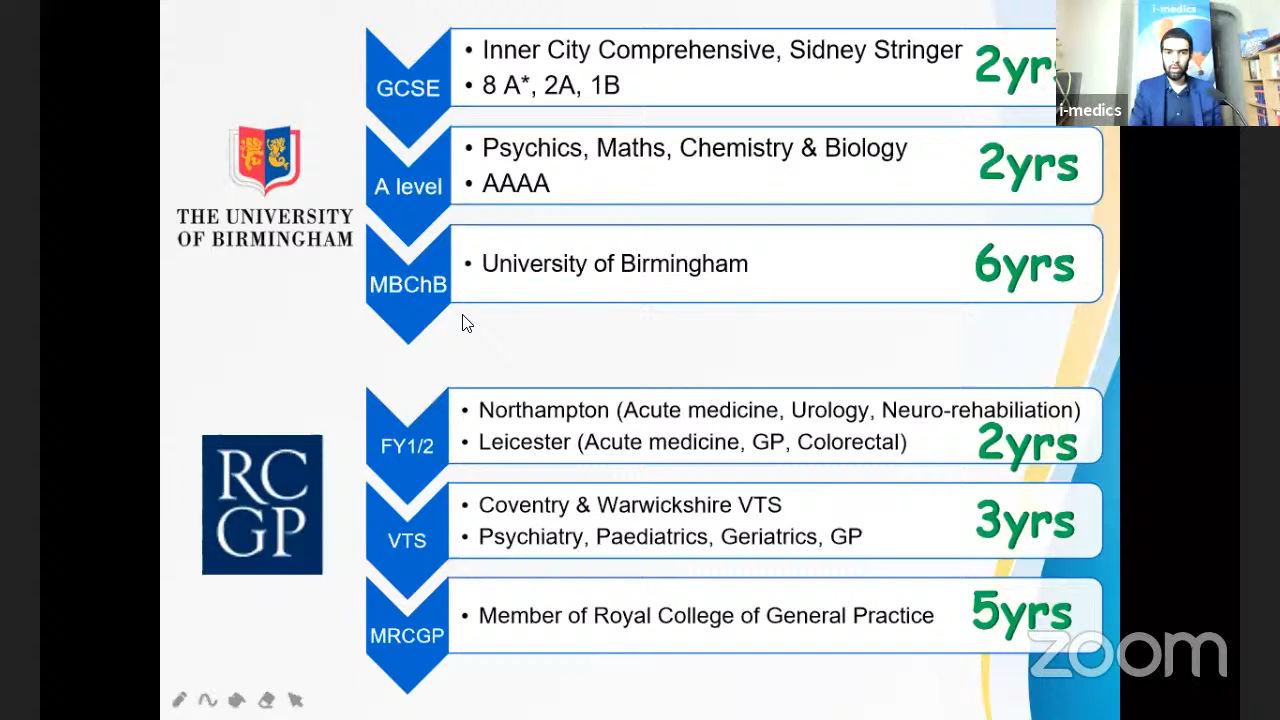 i-medics
i-medics
GCSE
• Inner City Comprehensive, Sidney Stringer
• 8 A*, 2A, 1B
2yr
THE UNIVERSITY
OF BIRMINGHAM
A level
• Psychics, Maths, Chemistry & Biology
• AAAA
2yrs
MBChB
• University of Birmingham
6yrs
RC
GP
FY1/2
• Northampton (Acute medicine, Urology, Neuro-rehabiliation)
• Leicester (Acute medicine, GP, Colorectal)
2yrs
VTS
• Coventry & Warwickshire VTS
• Psychiatry, Paediatrics, Geriatrics, GP
3yrs
MRCGP
• Member of Royal College of General Practice
5yrs
zoom